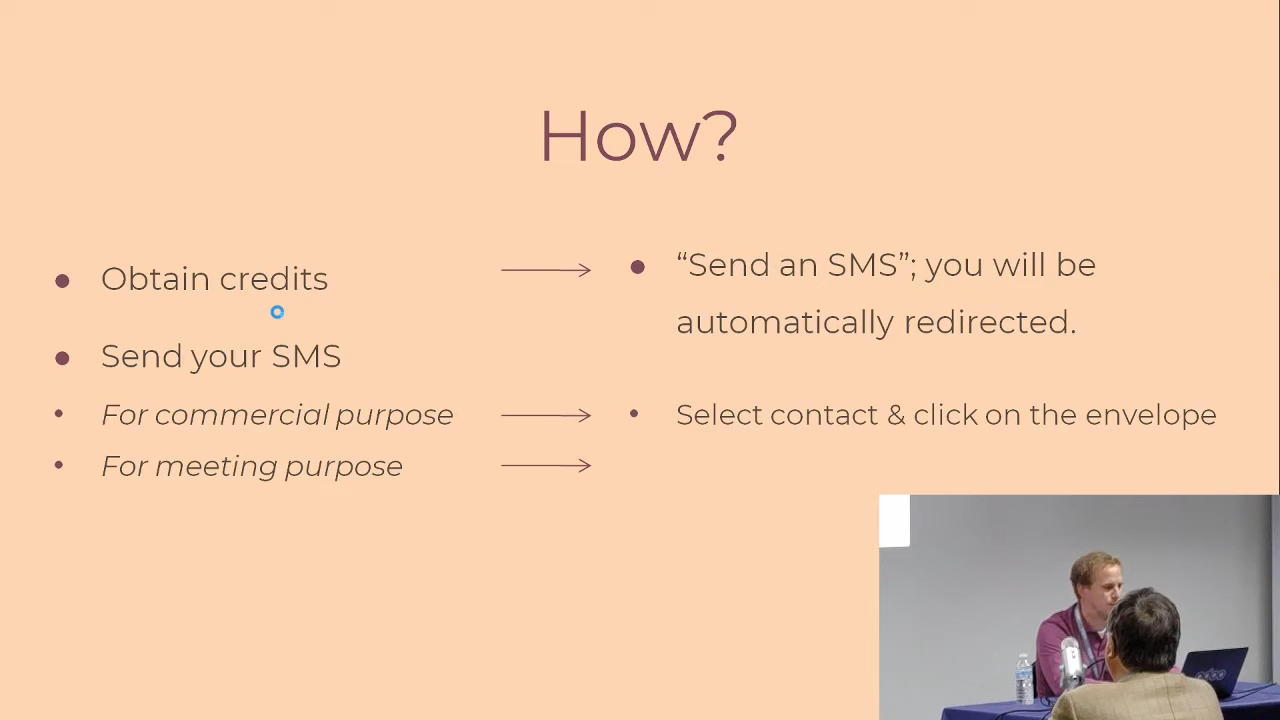 How?
Obtain credits
“Send an SMS”; you will be
automatically redirected.
Send your SMS
For commercial purpose
Select contact & click on the envelope
For meeting purpose
odoo